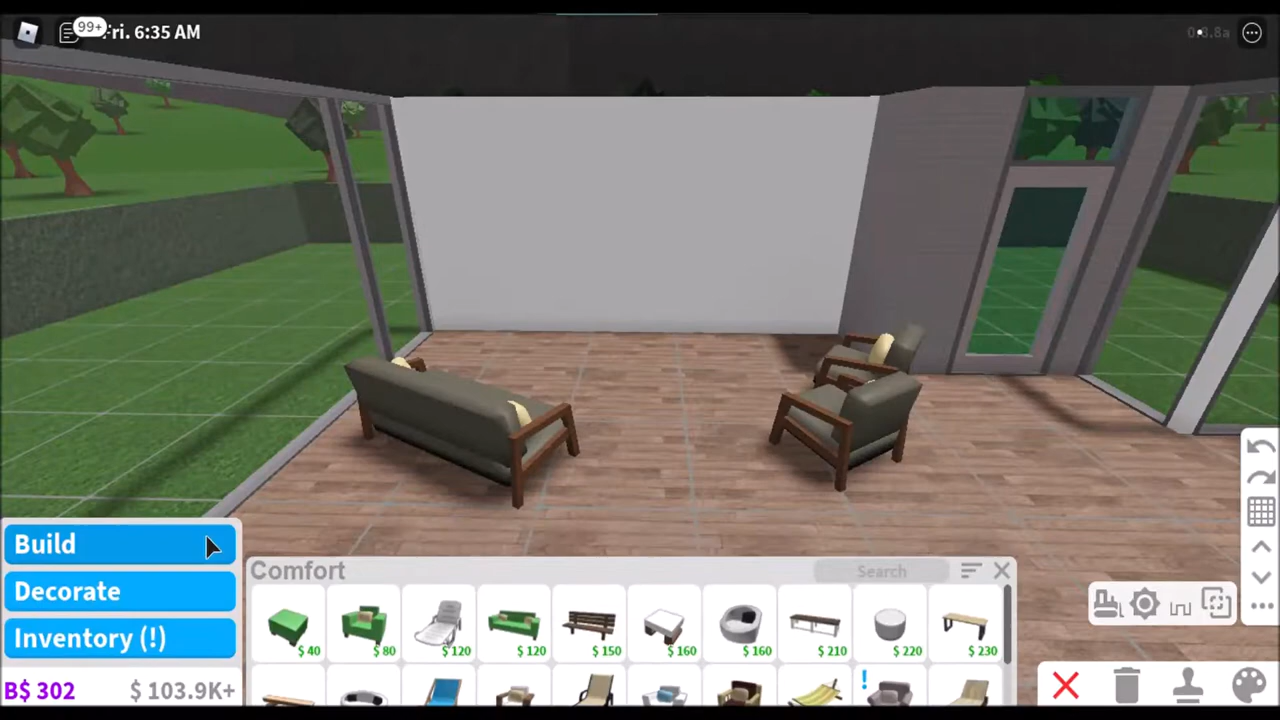 99+
Fri. 6:35 AM
Build
Decorate
Inventory (!)
B$ 302
$ 103.9K+
Comfort
Search
$ 40
$ 80
$ 120
$ 120
$ 150
$ 160
$ 160
$ 210
$ 220
$ 230
!